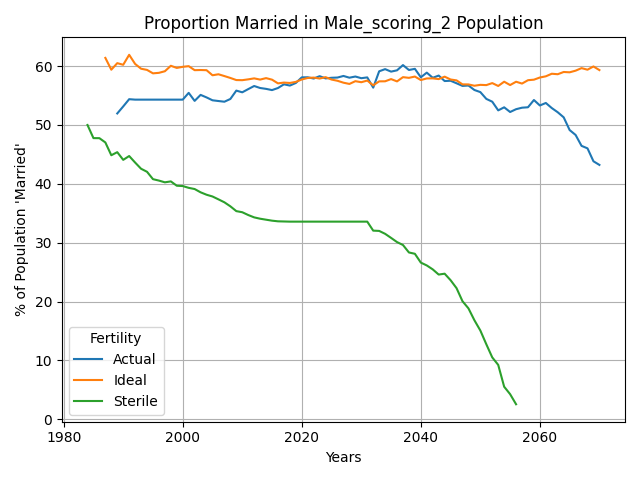 Proportion Married in Male_scoring_2 Population
% of Population 'Married'
60
50
40
30
20
10
0
Fertility
Actual
Ideal
Sterile
1980
2000
2020
2040
2060
Years